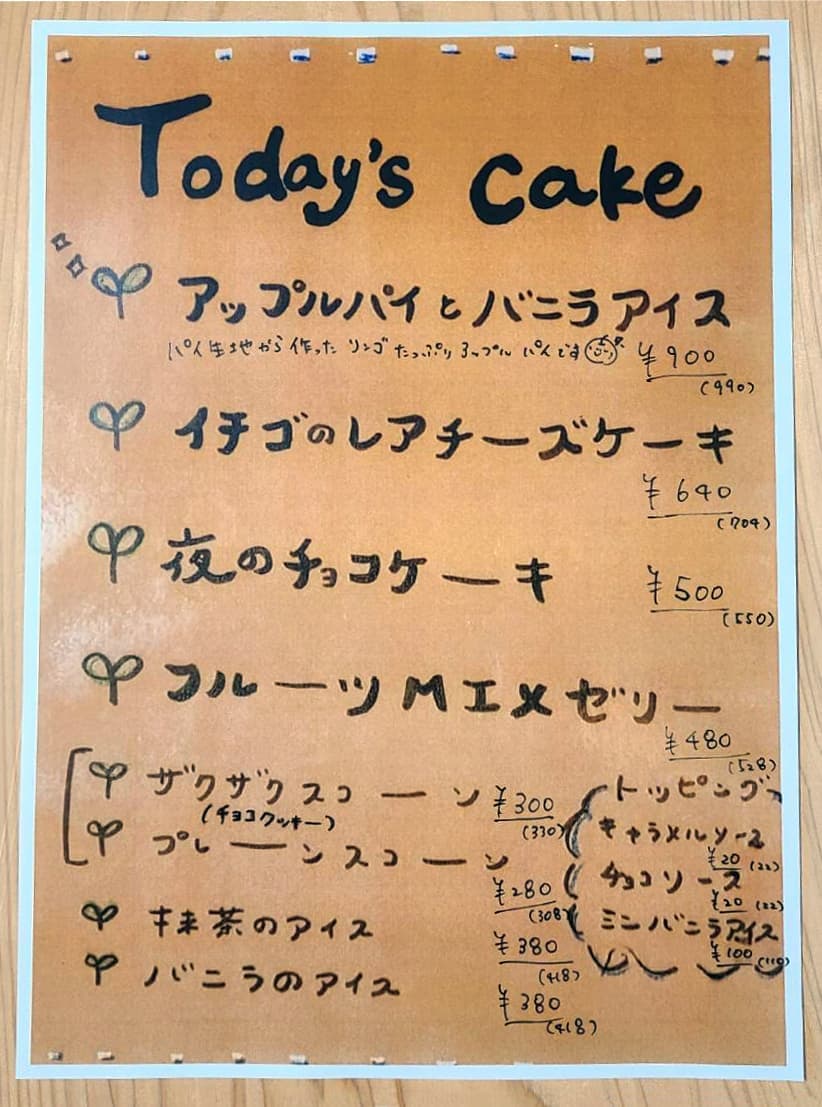 Today's cake
アップルパイとバニラアイス
パイ生地から作った リンゴ たっぷり アップル パイです
¥900
(990)
イチゴのレアチーズケーキ
¥640
(704)
夜のチョコケーキ
¥500
(550)
フルーツMIXゼリー
¥480
(528)
ザクザクスコーン
(チョコクッキー)
¥300
(330)
プレーンスコーン
¥280
(308)
抹茶のアイス
¥380
(418)
バニラのアイス
¥380
(418)
トッピング
キャラメルソース
¥20 (22)
チョコソース
¥20 (22)
ミニバニラアイス
¥100 (110)